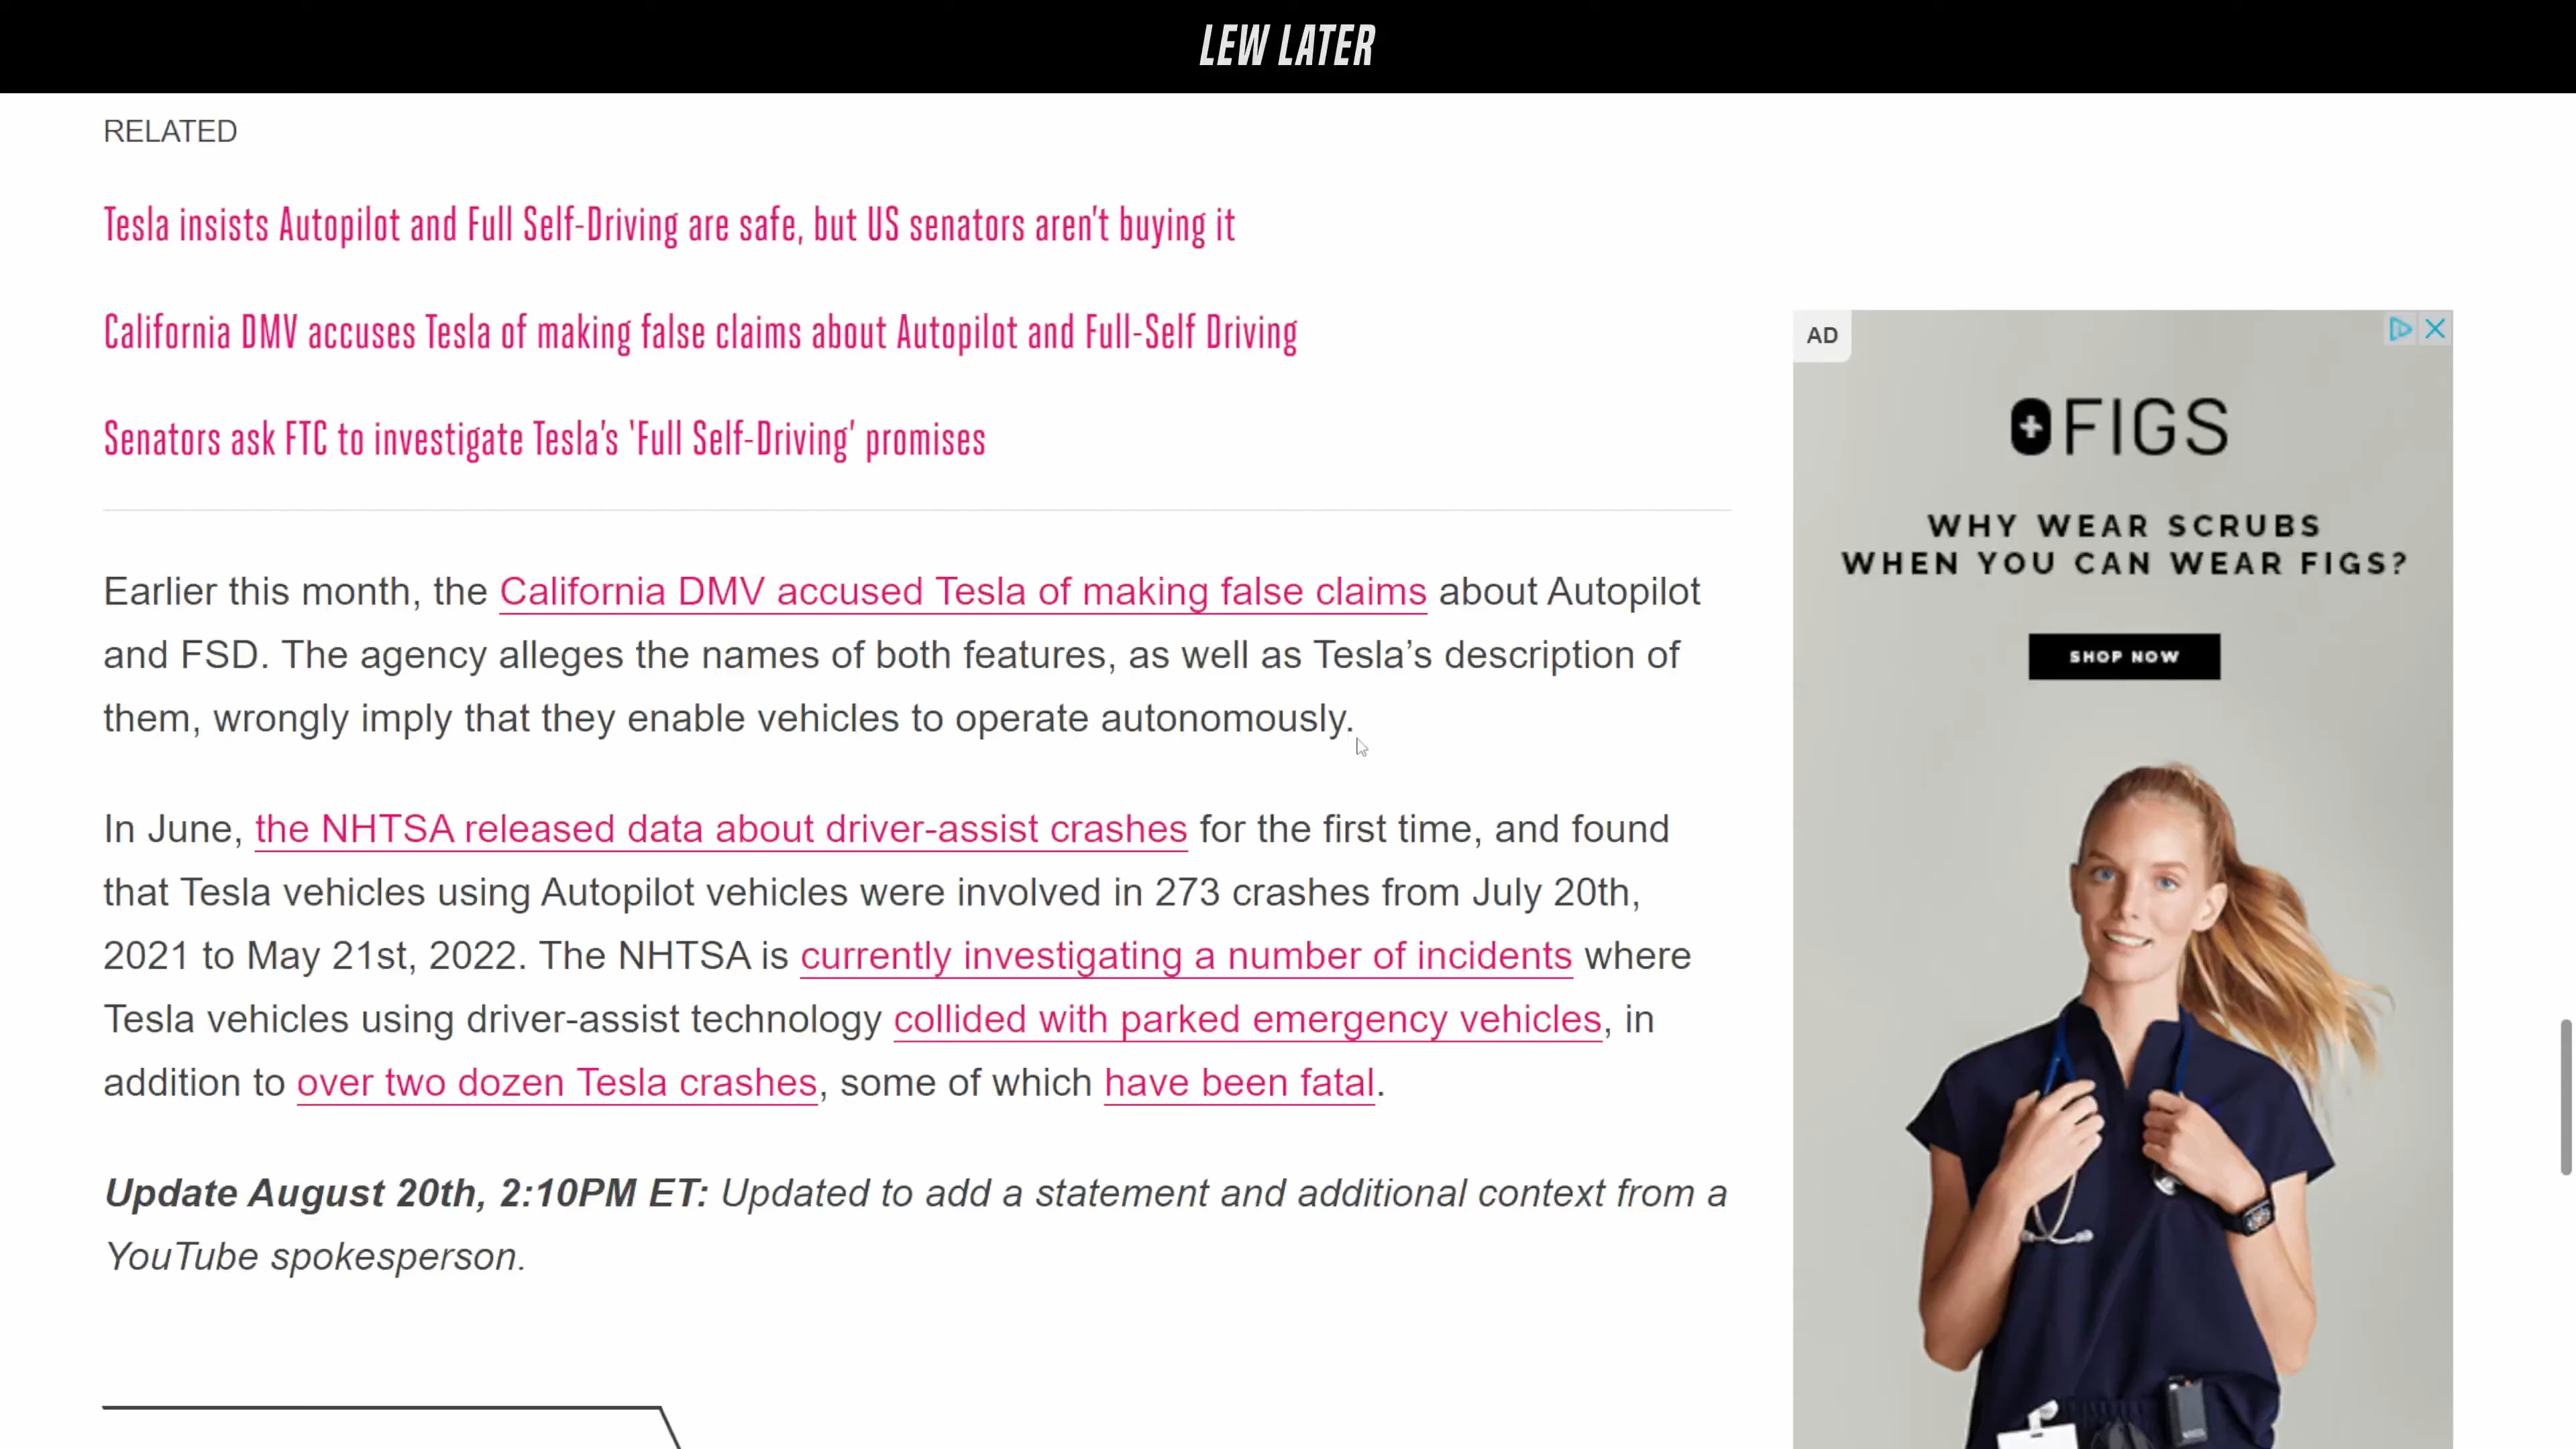 LEW LATER
RELATED
Tesla insists Autopilot and Full Self-Driving are safe, but US senators aren't buying it
California DMV accuses Tesla of making false claims about Autopilot and Full-Self Driving
Senators ask FTC to investigate Tesla's 'Full Self-Driving' promises
Earlier this month, the California DMV accused Tesla of making false claims about Autopilot
and FSD. The agency alleges the names of both features, as well as Tesla's description of
them, wrongly imply that they enable vehicles to operate autonomously.
In June, the NHTSA released data about driver-assist crashes for the first time, and found
that Tesla vehicles using Autopilot vehicles were involved in 273 crashes from July 20th,
2021 to May 21st, 2022. The NHTSA is currently investigating a number of incidents where
Tesla vehicles using driver-assist technology collided with parked emergency vehicles, in
addition to over two dozen Tesla crashes, some of which have been fatal.
Update August 20th, 2:10PM ET: Updated to add a statement and additional context from a
YouTube spokesperson.
AD
FIGS
WHY WEAR SCRUBS
WHEN YOU CAN WEAR FIGS?
SHOP NOW